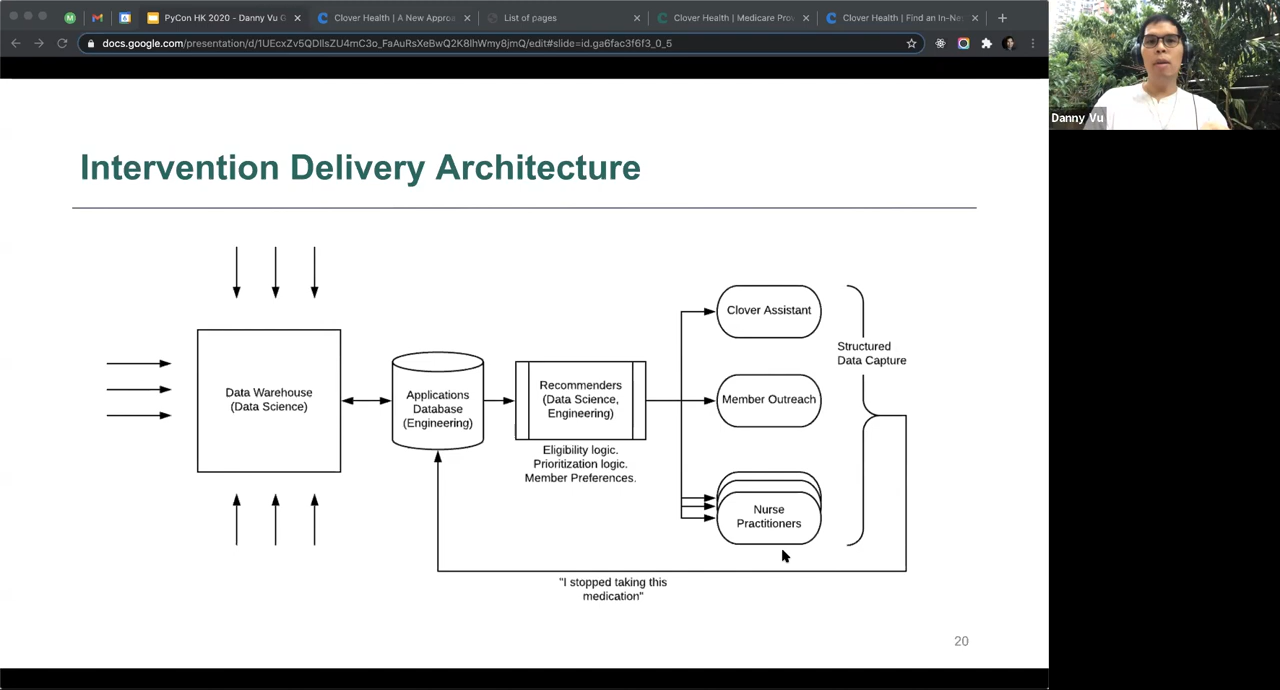 PyCon HK 2020 - Danny Vu G
Clover Health | A New Approa
List of pages
Clover Health | Medicare Prov
Clover Health | Find an In-Ne
docs.google.com/presentation/d/1UEcxZv5QDIlsZU4mC3o_FaAuRsXeBwQ2K8lhWmy8jmQ/edit#slide=id.ga6fac3f6f3_0_5
Danny Vu
Intervention Delivery Architecture
Data Warehouse
(Data Science)
Applications
Database
(Engineering)
Recommenders
(Data Science,
Engineering)
Eligibility logic.
Prioritization logic.
Member Preferences.
Clover Assistant
Member Outreach
Nurse
Practitioners
Structured
Data Capture
"I stopped taking this
medication"
20